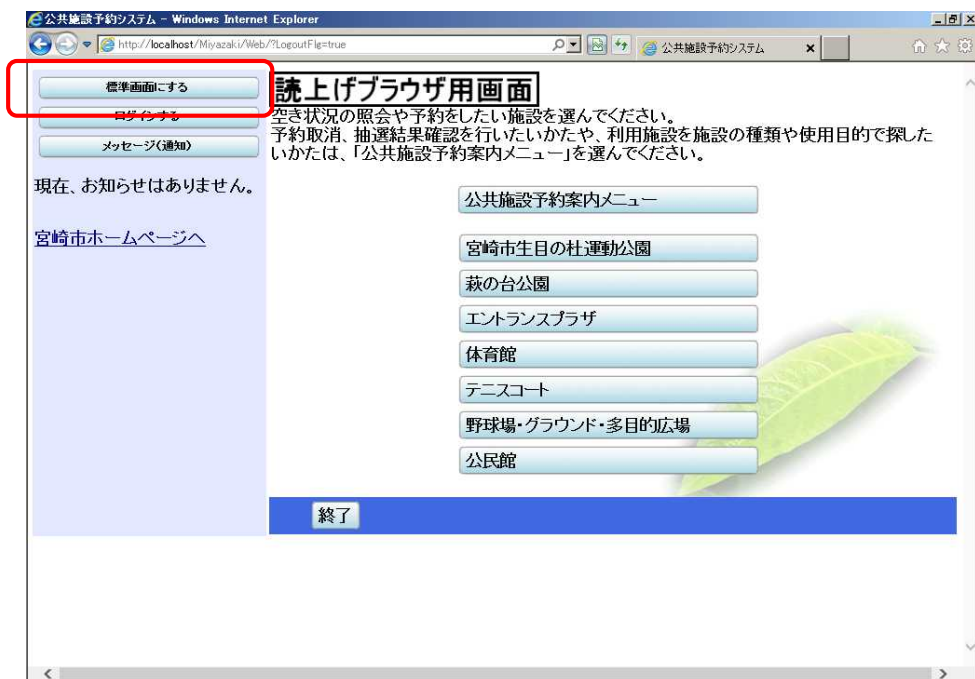 公共施設予約システム - Windows Internet Explorer
http://localhost/Miyazaki/Web/?LogoutFlg=true
公共施設予約システム
標準画面にする
ログインする
メッセージ(通知)
現在、お知らせはありません。
宮崎市ホームページへ
読上げブラウザ用画面
空き状況の照会や予約をしたい施設を選んでください。
予約取消、抽選結果確認を行いたいかたや、利用施設を施設の種類や使用目的で探した
いかたは、「公共施設予約案内メニュー」を選んでください。
公共施設予約案内メニュー
宮崎市生目の杜運動公園
萩の台公園
エントランスプラザ
体育館
テニスコート
野球場・グラウンド・多目的広場
公民館
終了